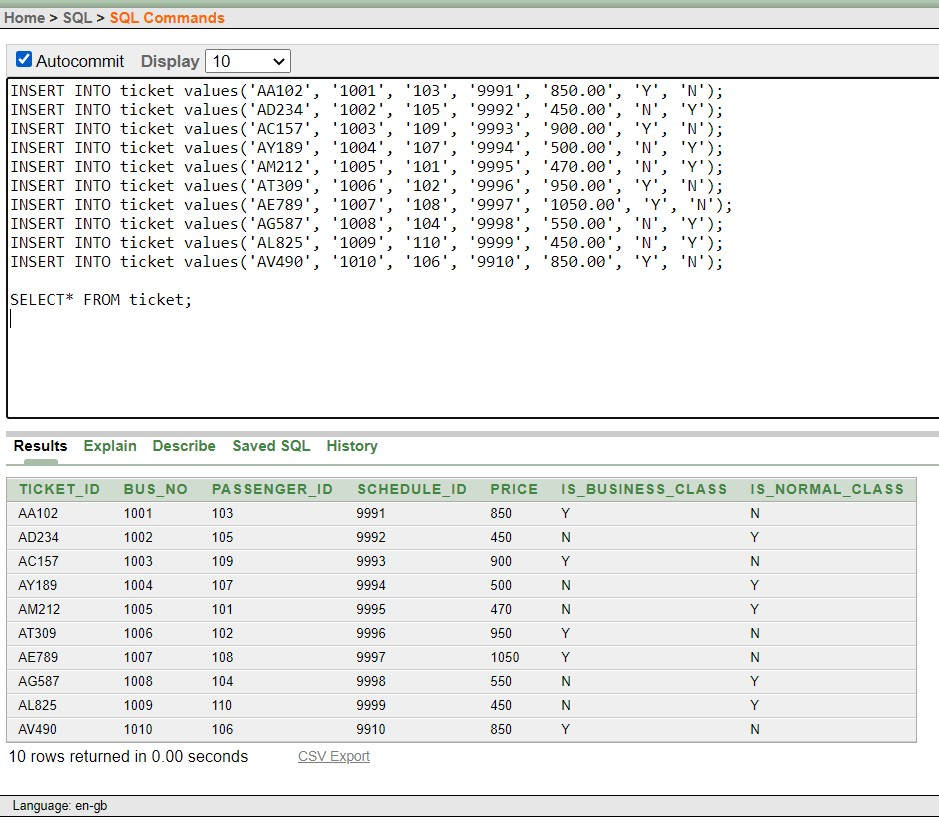 Home > SQL > SQL Commands
Autocommit Display 10
INSERT INTO ticket values('AA102', '1001', '103', '9991', '850.00', 'Y', 'N');
INSERT INTO ticket values('AD234', '1002', '105', '9992', '450.00', 'N', 'Y');
INSERT INTO ticket values('AC157', '1003', '109', '9993', '900.00', 'Y', 'N');
INSERT INTO ticket values('AY189', '1004', '107', '9994', '500.00', 'N', 'Y');
INSERT INTO ticket values('AM212', '1005', '101', '9995', '470.00', 'N', 'Y');
INSERT INTO ticket values('AT309', '1006', '102', '9996', '950.00', 'Y', 'N');
INSERT INTO ticket values('AE789', '1007', '108', '9997', '1050.00', 'Y', 'N');
INSERT INTO ticket values('AG587', '1008', '104', '9998', '550.00', 'N', 'Y');
INSERT INTO ticket values('AL825', '1009', '110', '9999', '450.00', 'N', 'Y');
INSERT INTO ticket values('AV490', '1010', '106', '9910', '850.00', 'Y', 'N');
SELECT* FROM ticket;
Results Explain Describe Saved SQL History
TICKET_ID BUS_NO PASSENGER_ID SCHEDULE_ID PRICE IS_BUSINESS_CLASS IS_NORMAL_CLASS
AA102 1001 103 9991 850 Y N
AD234 1002 105 9992 450 N Y
AC157 1003 109 9993 900 Y N
AY189 1004 107 9994 500 N Y
AM212 1005 101 9995 470 N Y
AT309 1006 102 9996 950 Y N
AE789 1007 108 9997 1050 Y N
AG587 1008 104 9998 550 N Y
AL825 1009 110 9999 450 N Y
AV490 1010 106 9910 850 Y N
10 rows returned in 0.00 seconds CSV Export
Language: en-gb